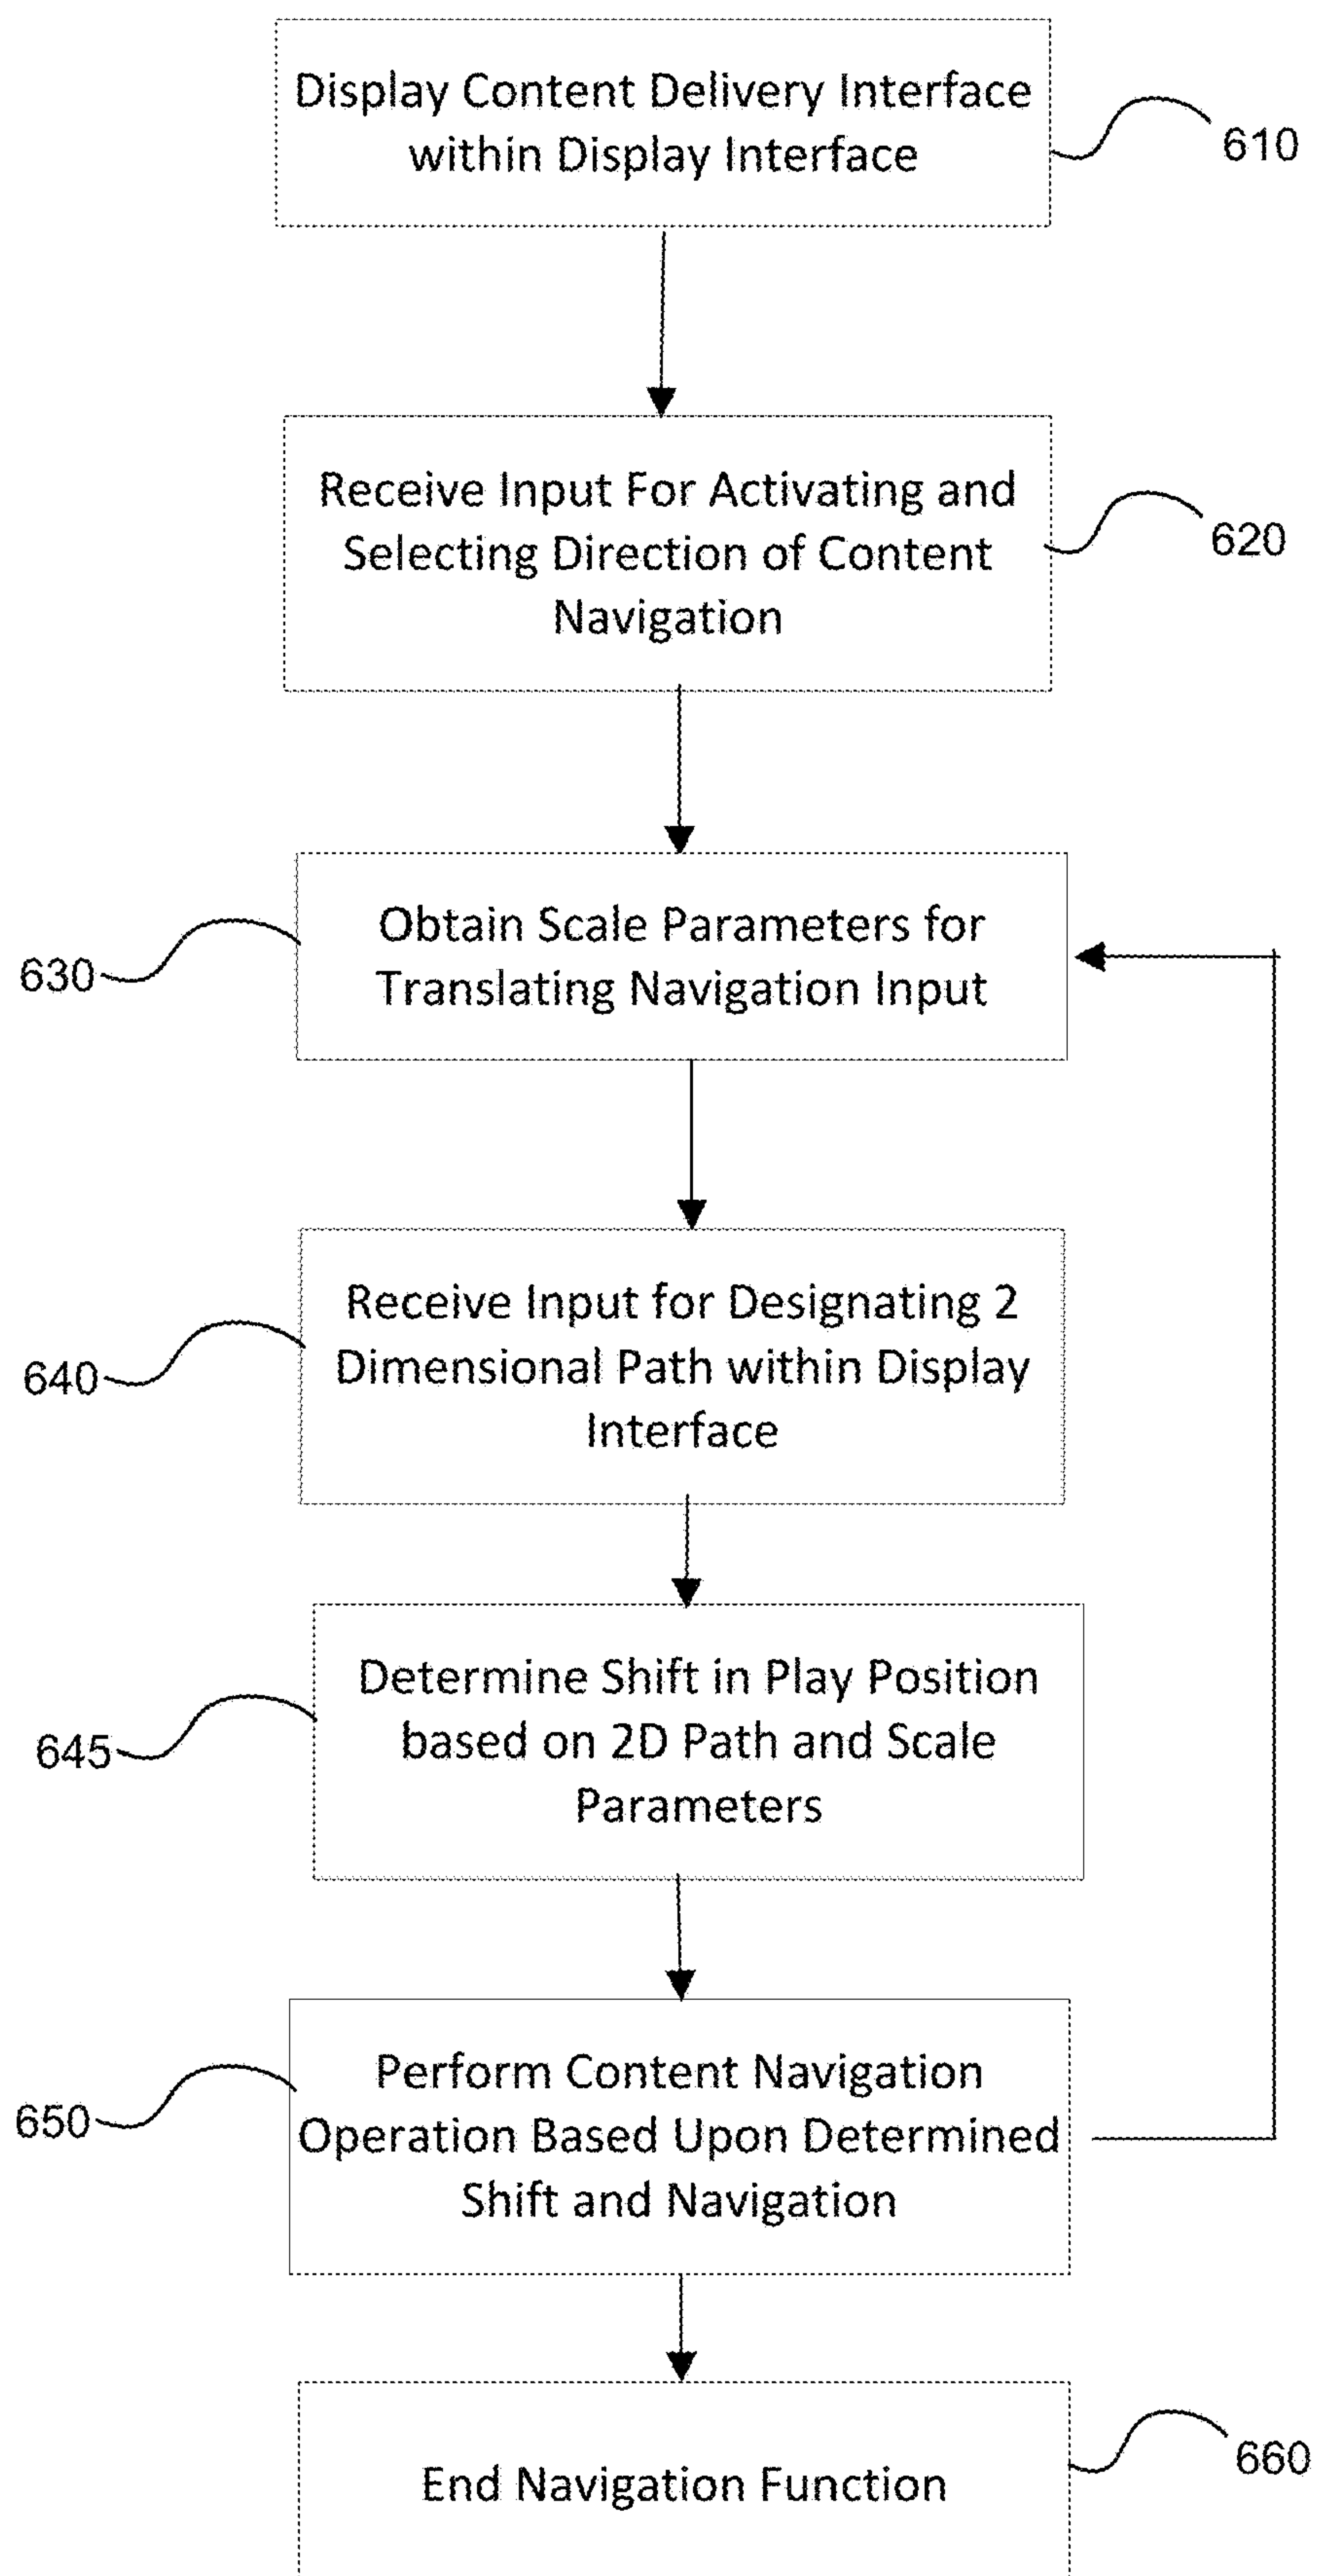 Display Content Delivery Interface
within Display Interface
610
Receive Input For Activating and
Selecting Direction of Content
Navigation
620
Obtain Scale Parameters for
Translating Navigation Input
630
Receive Input for Designating 2
Dimensional Path within Display
Interface
640
Determine Shift in Play Position
based on 2D Path and Scale
Parameters
645
Perform Content Navigation
Operation Based Upon Determined
Shift and Navigation
650
End Navigation Function
660